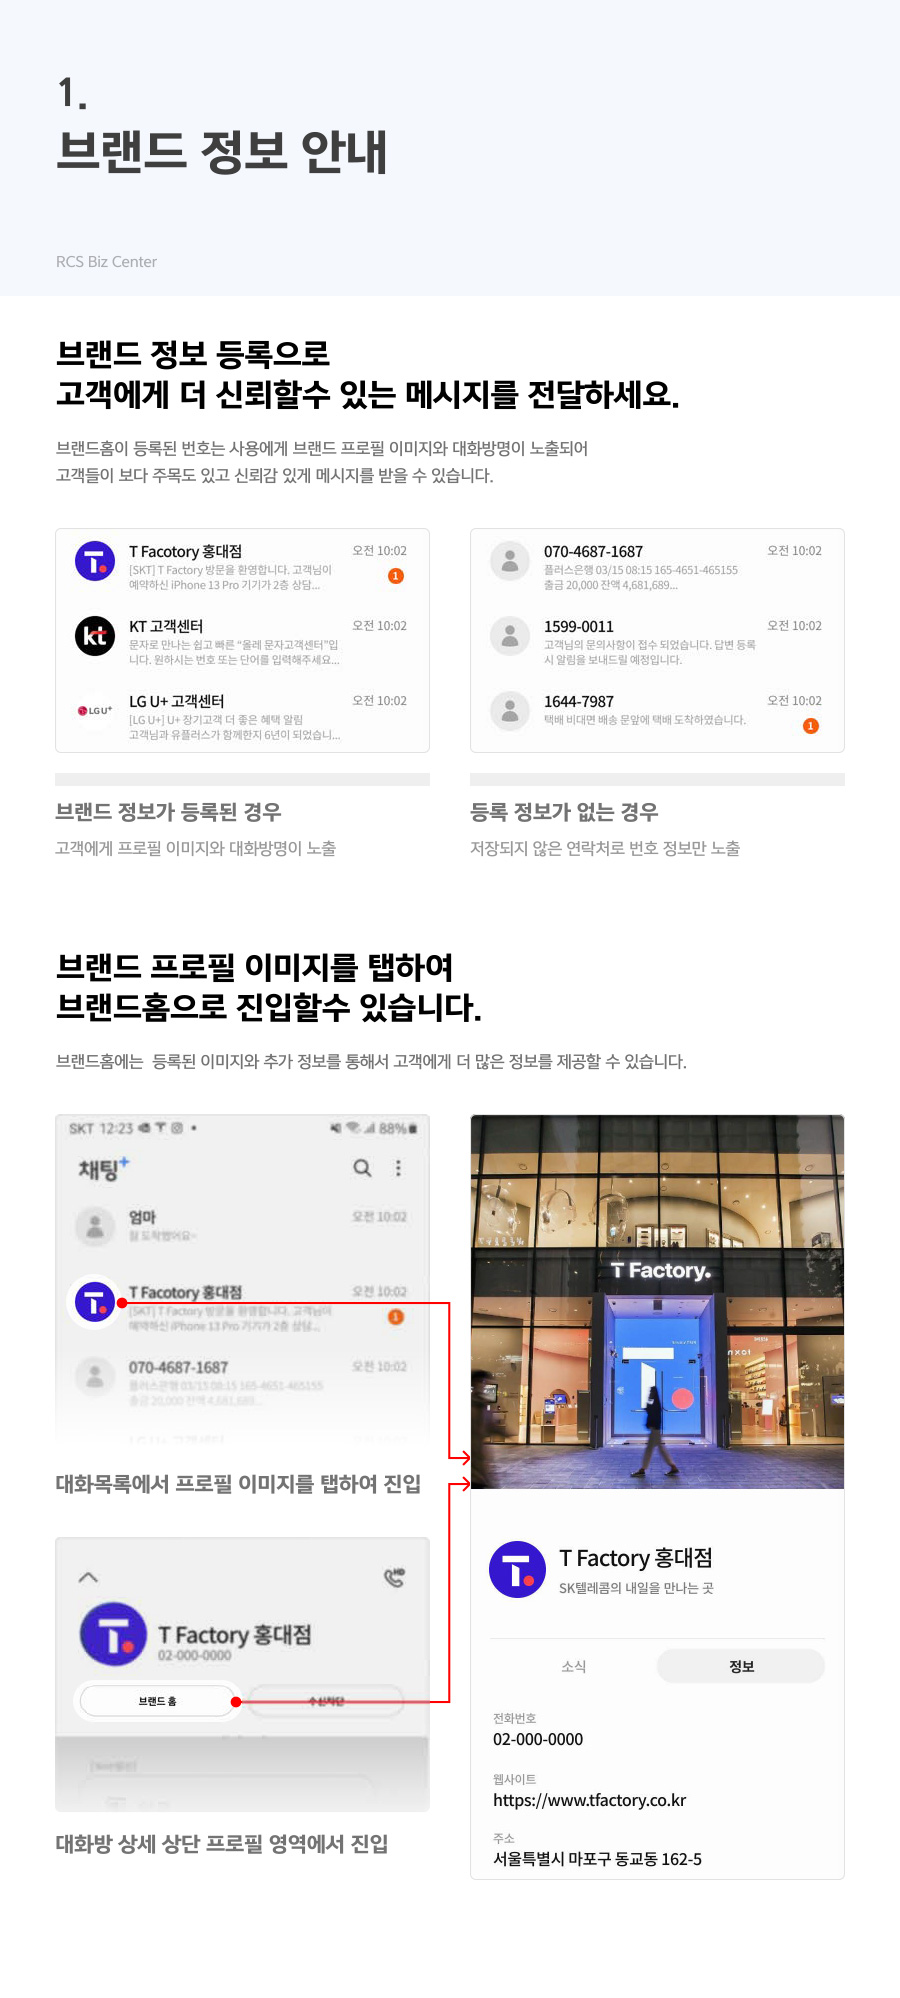 1.
브랜드 정보 안내
RCS Biz Center
브랜드 정보 등록으로
고객에게 더 신뢰할수 있는 메시지를 전달하세요.
브랜드홈이 등록된 번호는 사용에게 브랜드 프로필 이미지와 대화방명이 노출되어
고객들이 보다 주목도 있고 신뢰감 있게 메시지를 받을 수 있습니다.
T Facotory 홍대점
오전 10:02
[SKT] T Factory 방문을 환영합니다. 고객님이
예약하신 iPhone 13 Pro 기기가 2층 상담...
1
kt
KT 고객센터
오전 10:02
문자로 만나는 쉽고 빠른 “올레 문자고객센터”입
니다. 원하시는 번호 또는 단어를 입력해주세요...
LG U+
LG U+ 고객센터
오전 10:02
[LG U+] U+ 장기고객 더 좋은 혜택 알림
고객님과 유플러스가 함께한지 6년이 되었습니...
070-4687-1687
오전 10:02
플러스은행 03/15 08:15 165-4651-465155
출금 20,000 잔액 4,681,689...
1599-0011
오전 10:02
고객님의 문의사항이 접수 되었습니다. 답변 등록
시 알림을 보내드릴 예정입니다.
1644-7987
오전 10:02
택배 비대면 배송 문앞에 택배 도착하였습니다.
1
브랜드 정보가 등록된 경우
고객에게 프로필 이미지와 대화방명이 노출
등록 정보가 없는 경우
저장되지 않은 연락처로 번호 정보만 노출
브랜드 프로필 이미지를 탭하여
브랜드홈으로 진입할수 있습니다.
브랜드홈에는 등록된 이미지와 추가 정보를 통해서 고객에게 더 많은 정보를 제공할 수 있습니다.
SKT 12:23
88%
채팅+
엄마
오전 10:02
T Facotory 홍대점
오전 10:02
[SKT] T Factory 방문을 환영합니다. 고객님이
예약하신 iPhone 13 Pro 기기가 2층 상담...
1
070-4687-1687
오전 10:02
플러스은행 03/15 08:15 165-4651-465155
출금 20,000 잔액 4,681,689...
LG U+ 고객센터
대화목록에서 프로필 이미지를 탭하여 진입
HD
T Factory 홍대점
02-000-0000
브랜드 홈
수신차단
대화방 상세 상단 프로필 영역에서 진입
T Factory.
T Factory 홍대점
SK텔레콤의 내일을 만나는 곳
소식
정보
전화번호
02-000-0000
웹사이트
https://www.tfactory.co.kr
주소
서울특별시 마포구 동교동 162-5